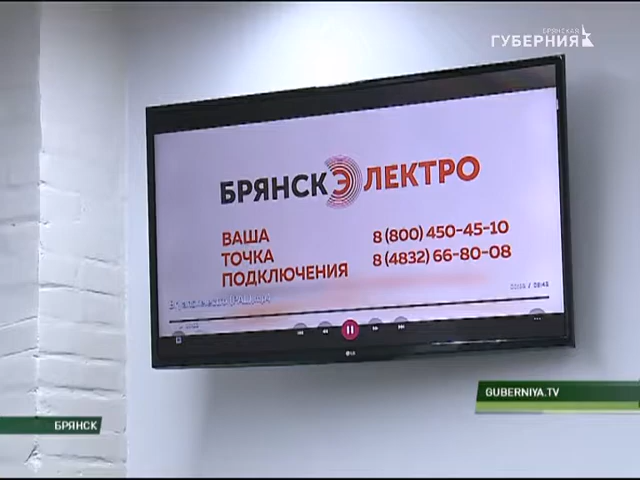 БРЯНСКАЯ
ГУБЕРНИЯ
БРЯНСКЭЛЕКТРО
ВАША
ТОЧКА
ПОДКЛЮЧЕНИЯ
8 (800) 450-45-10
8 (4832) 66-80-08
LG
GUBERNIYA.TV
БРЯНСК